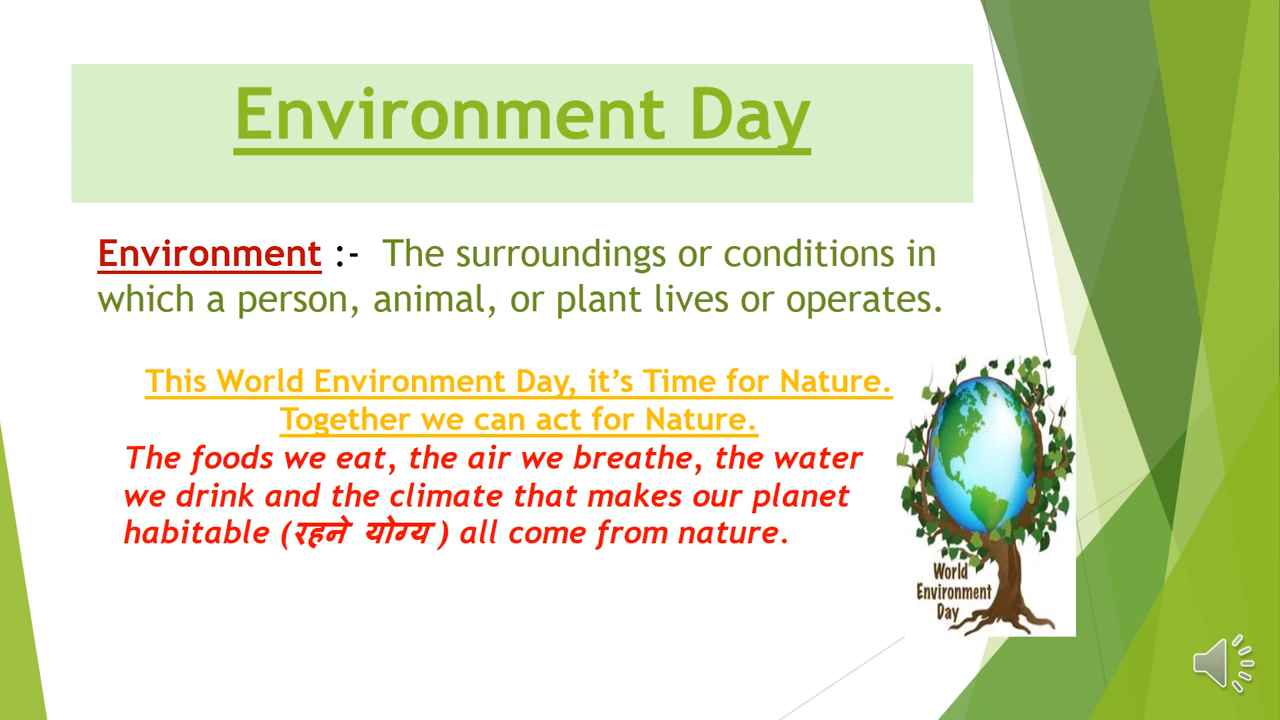 Environment Day
Environment :- The surroundings or conditions in
which a person, animal, or plant lives or operates.
This World Environment Day, it’s Time for Nature.
Together we can act for Nature.
The foods we eat, the air we breathe, the water
we drink and the climate that makes our planet
habitable (रहने योग्य ) all come from nature.
World
Environment
Day